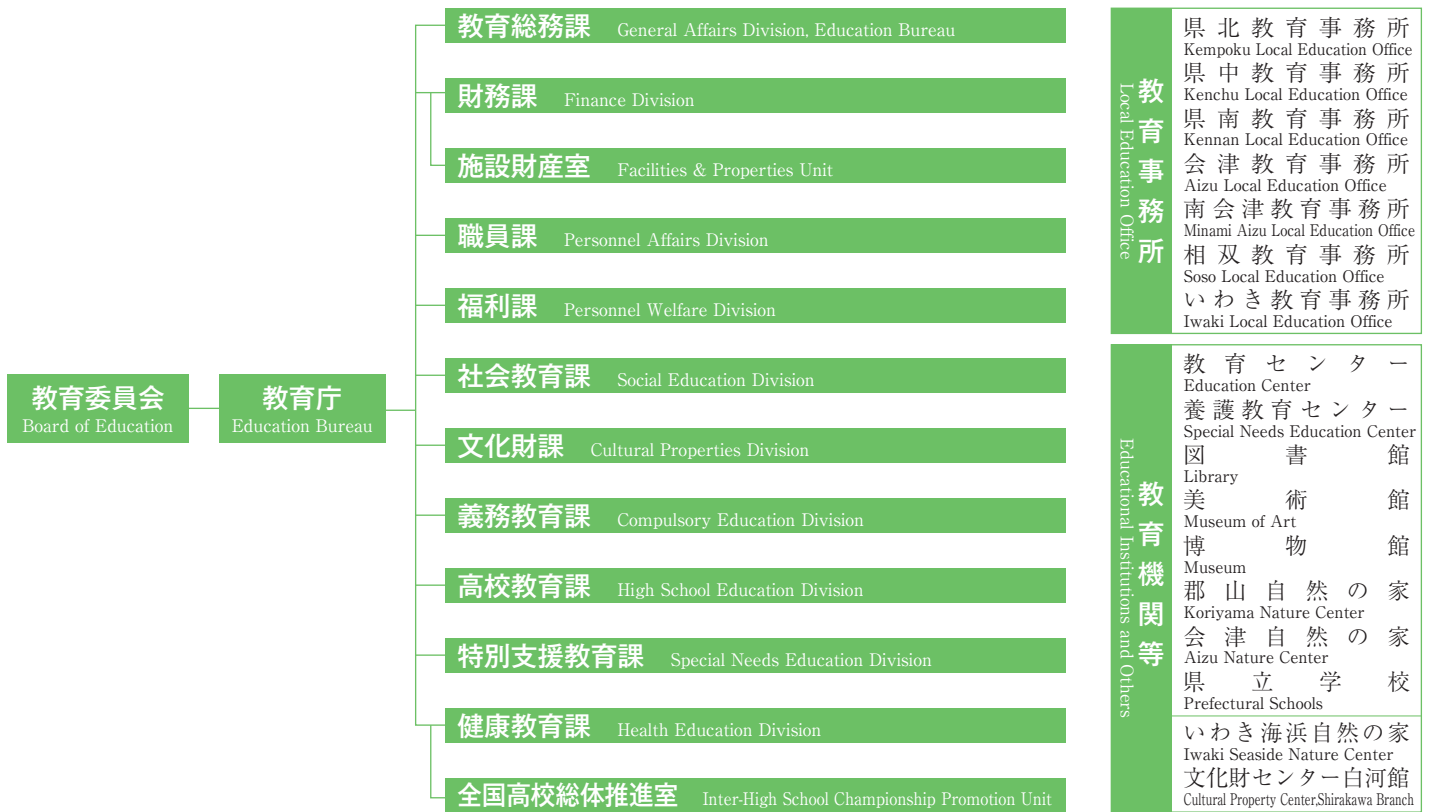 教育委員会
Board of Education
教育庁
Education Bureau
教育総務課 General Affairs Division, Education Bureau
財務課 Finance Division
施設財産室 Facilities & Properties Unit
職員課 Personnel Affairs Division
福利課 Personnel Welfare Division
社会教育課 Social Education Division
文化財課 Cultural Properties Division
義務教育課 Compulsory Education Division
高校教育課 High School Education Division
特別支援教育課 Special Needs Education Division
健康教育課 Health Education Division
全国高校総体推進室 Inter-High School Championship Promotion Unit
教育事務所
Local Education Office
県北教育事務所
Kempoku Local Education Office
県中教育事務所
Kenchu Local Education Office
県南教育事務所
Kennan Local Education Office
会津教育事務所
Aizu Local Education Office
南会津教育事務所
Minami Aizu Local Education Office
相双教育事務所
Soso Local Education Office
いわき教育事務所
Iwaki Local Education Office
教育機関等
Educational Institutions and Others
教育センター
Education Center
養護教育センター
Special Needs Education Center
図書館
Library
美術館
Museum of Art
博物館
Museum
郡山自然の家
Koriyama Nature Center
会津自然の家
Aizu Nature Center
県立学校
Prefectural Schools
いわき海浜自然の家
Iwaki Seaside Nature Center
文化財センター白河館
Cultural Property Center,Shirakawa Branch